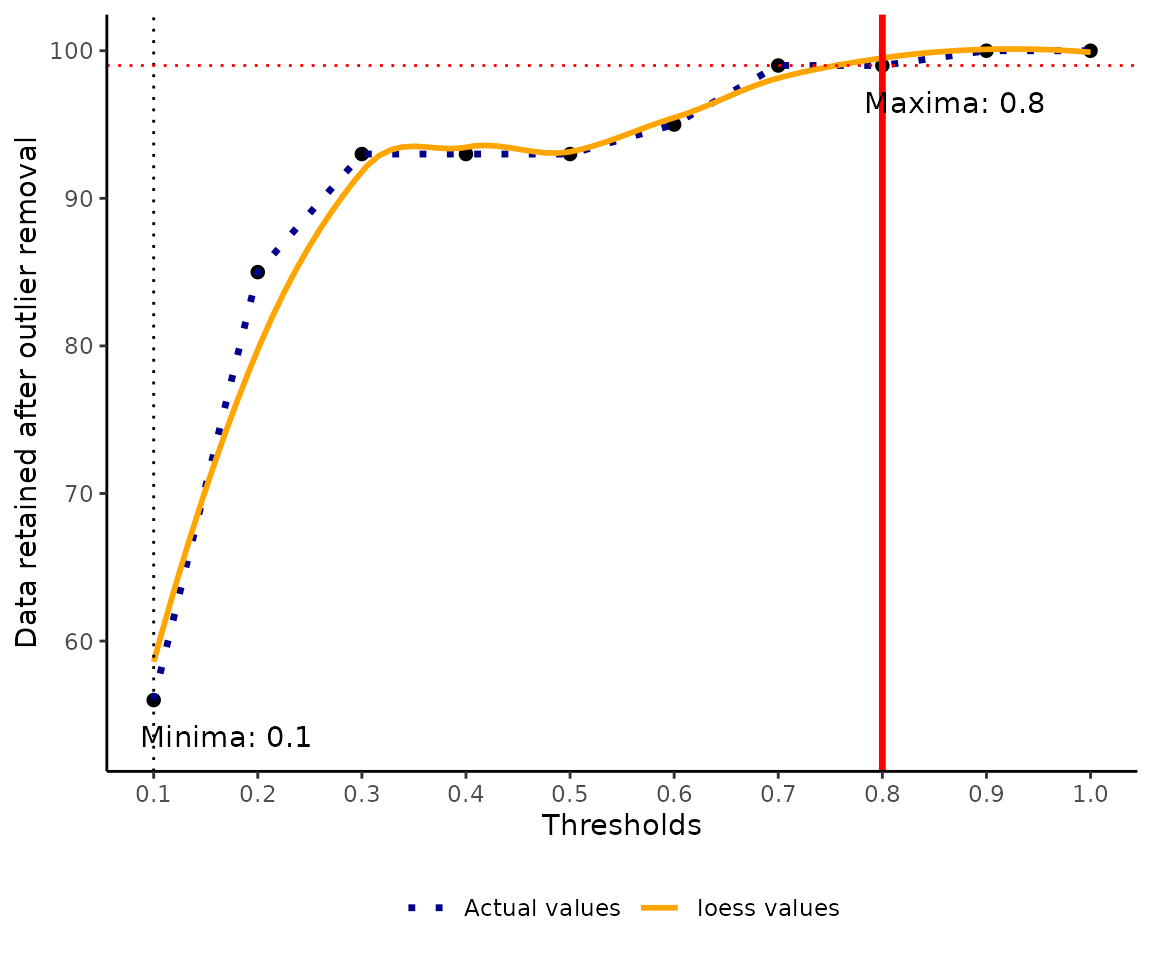 Data retained after outlier removal
100
90
80
70
60
Maxima: 0.8
Minima: 0.1
0.1 0.2 0.3 0.4 0.5 0.6 0.7 0.8 0.9 1.0
Thresholds
Actual values loess values